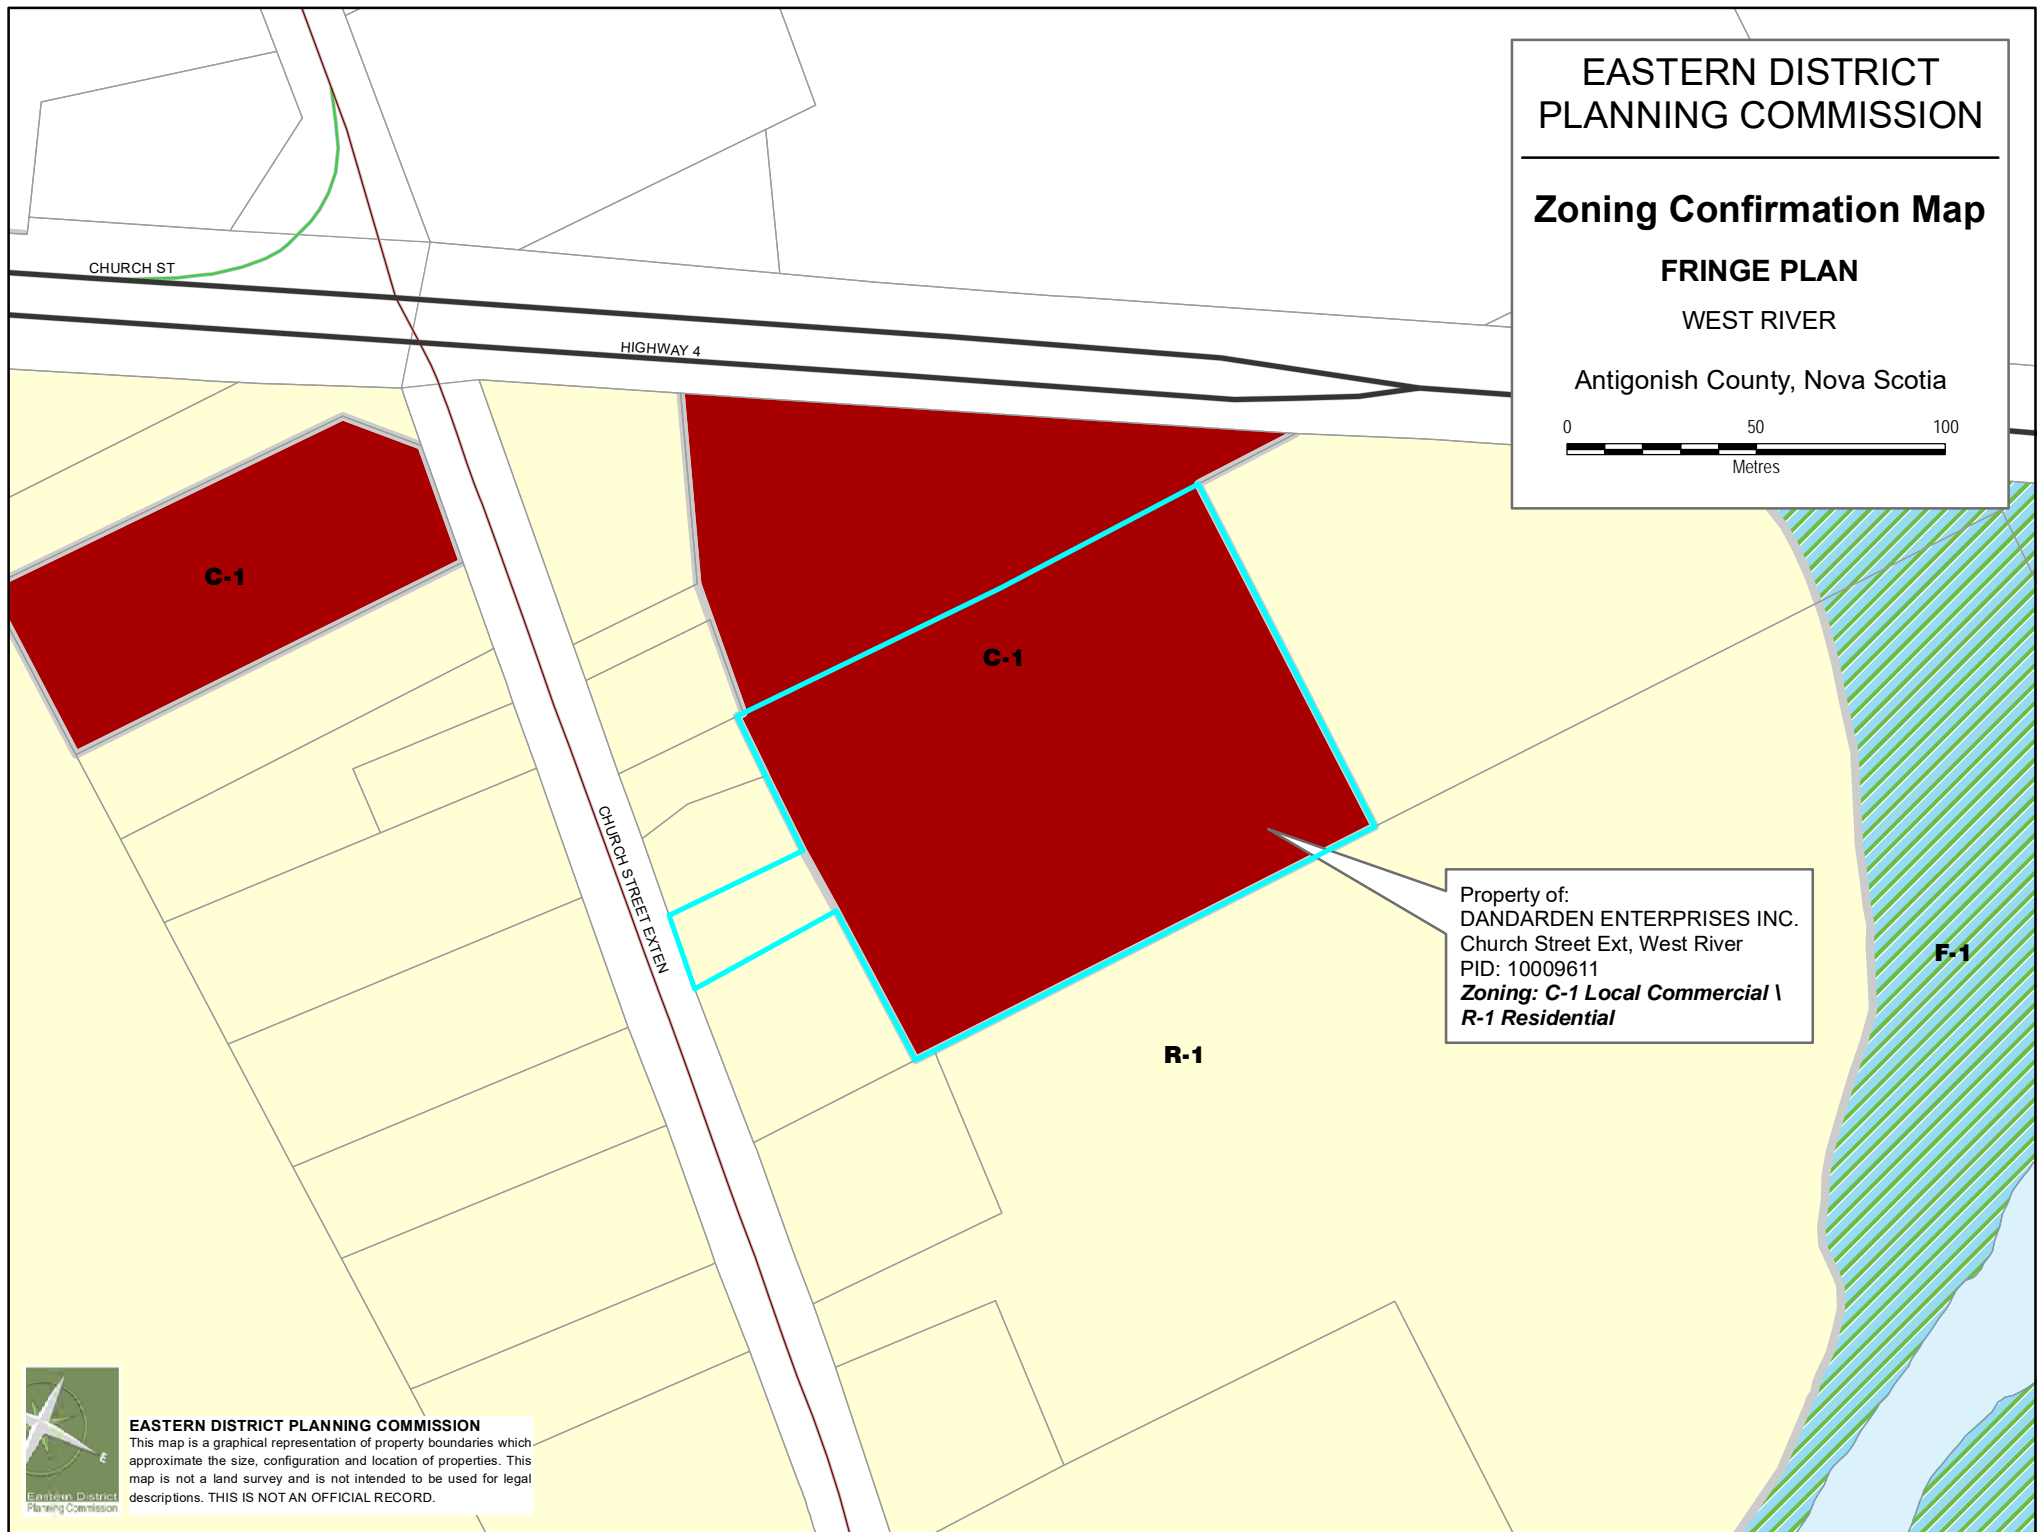 EASTERN DISTRICT
PLANNING COMMISSION
Zoning Confirmation Map
FRINGE PLAN
WEST RIVER
Antigonish County, Nova Scotia
0 50 100
Metres
CHURCH ST
HIGHWAY 4
C-1
C-1
CHURCH STREET EXTEN
Property of:
DANDARDEN ENTERPRISES INC.
Church Street Ext, West River
PID: 10009611
Zoning: C-1 Local Commercial \
R-1 Residential
F-1
R-1
E
Eastern District
Planning Commission
EASTERN DISTRICT PLANNING COMMISSION
This map is a graphical representation of property boundaries which
approximate the size, configuration and location of properties. This
map is not a land survey and is not intended to be used for legal
descriptions. THIS IS NOT AN OFFICIAL RECORD.